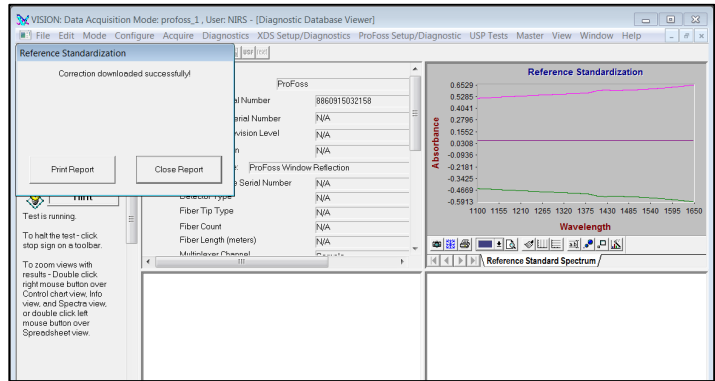 VISION: Data Acquisition Mode: profoss_1 , User: NIRS - [Diagnostic Database Viewer]
File Edit Mode Configure Acquire Diagnostics XDS Setup/Diagnostics ProFoss Setup/Diagnostic USP Tests Master View Window Help
Reference Standardization
Correction downloaded successfully!
Print Report
Close Report
Hint
Test is running.
To halt the test - click
stop sign on a toolbar.
To zoom views with
results - Double click
right mouse button over
Control chart view, Info
view, and Spectra view,
or double click left
mouse button over
Spreadsheet view.
ProFoss
al Number 8860915032158
erial Number N/A
evision Level N/A
n N/A
e: ProFoss Window Reflection
e Serial Number N/A
Detector Type N/A
Fiber Tip Type N/A
Fiber Count N/A
Fiber Length (meters) N/A
Multiplexer Channel Sample
Reference Standardization
Absorbance
0.6529
0.5285
0.4041
0.2796
0.1552
0.0308
-0.0936
-0.2181
-0.3425
-0.4669
-0.5913
1100 1155 1210 1265 1320 1375 1430 1485 1540 1595 1650
Wavelength
Reference Standard Spectrum